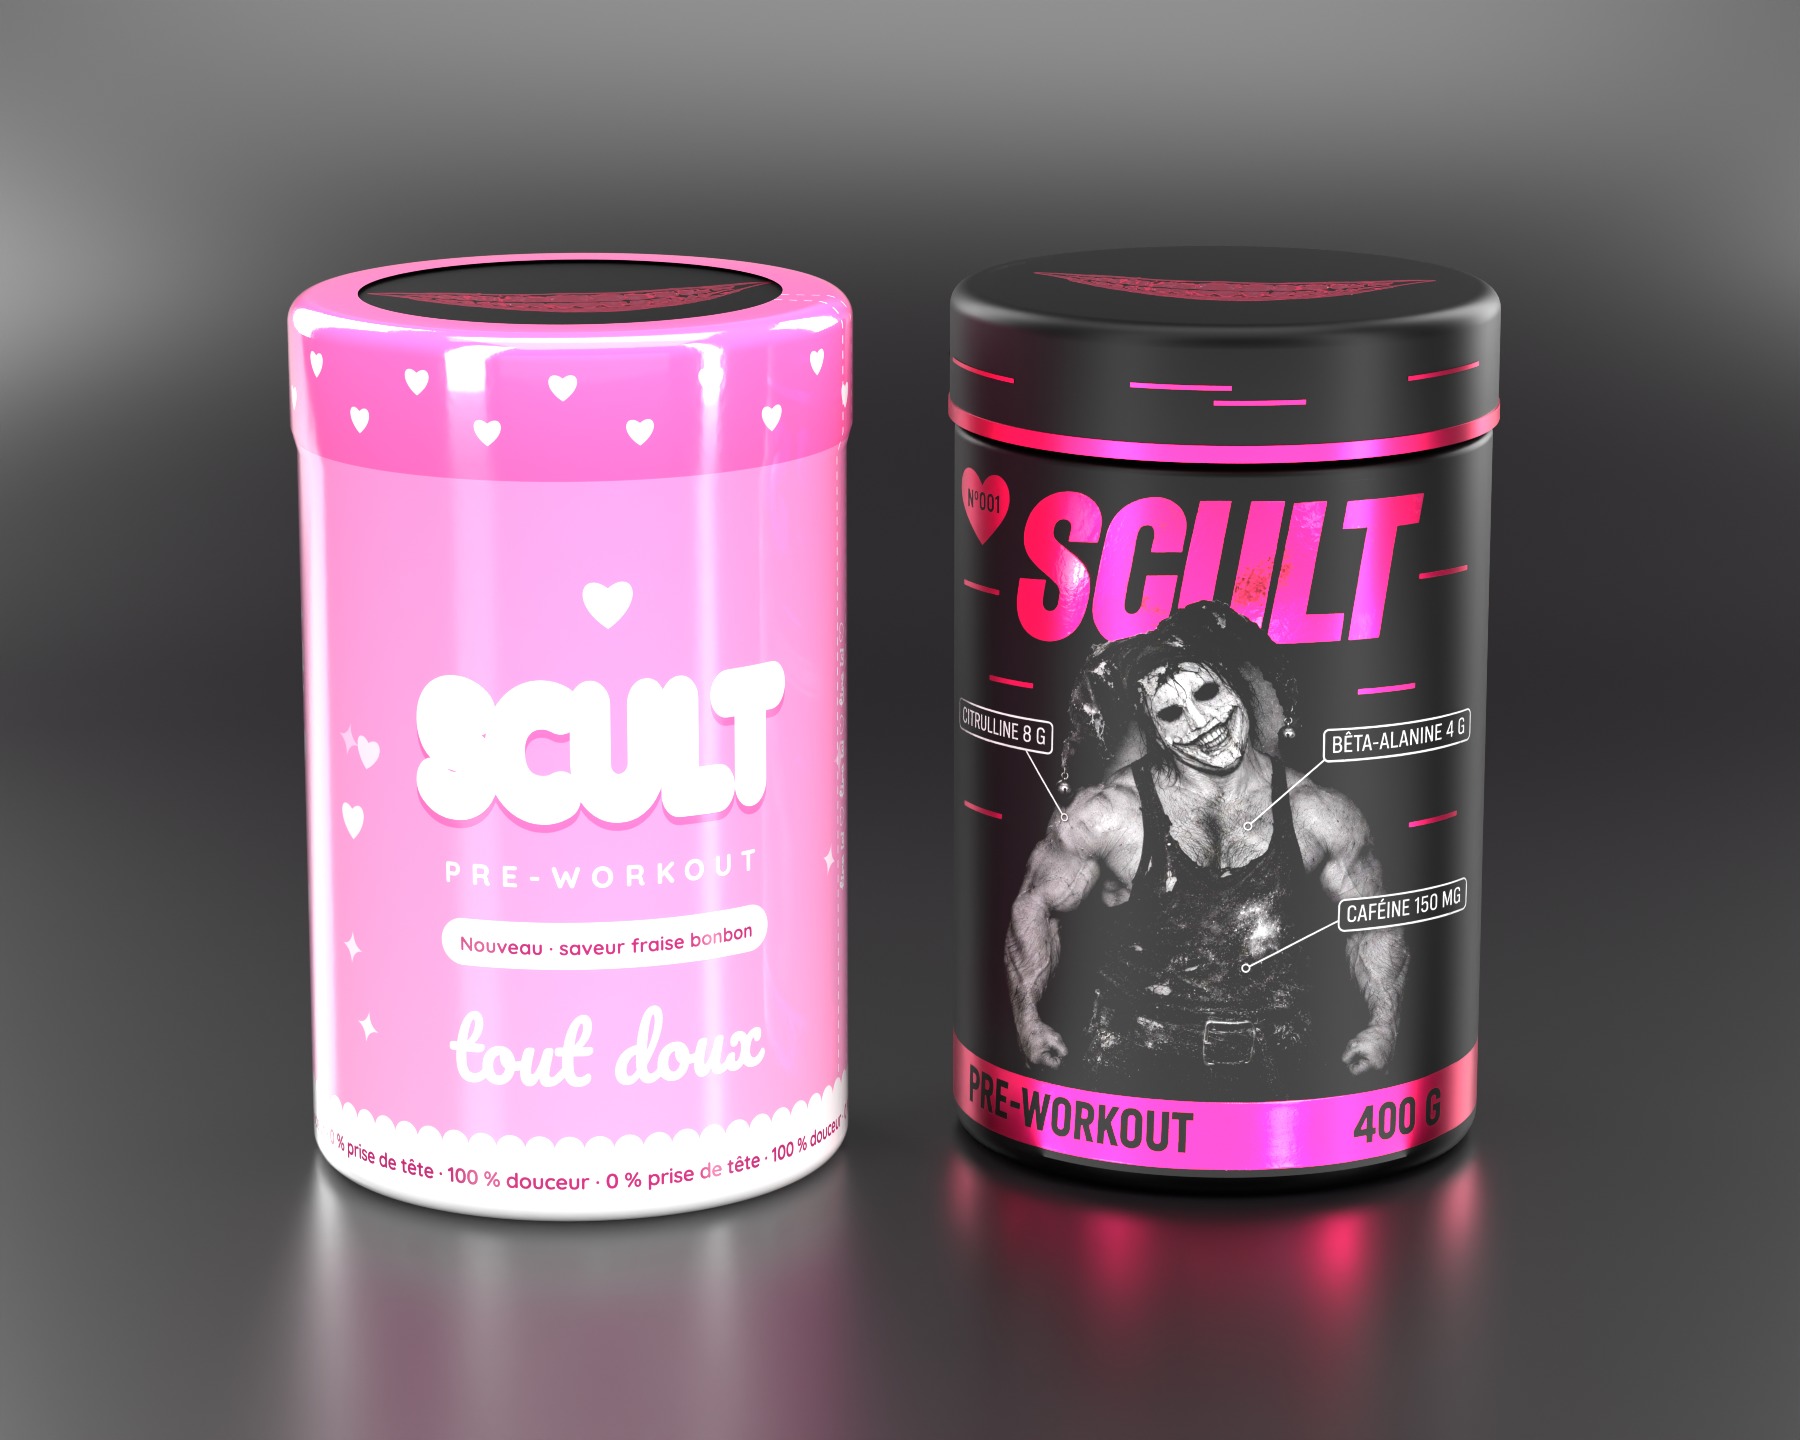 SCULT
PRE-WORKOUT
Nouveau · saveur fraise bonbon
tout doux
0 % prise de tête · 100 % douceur · 0 % prise de tête · 100 % douceur ·
N°001
SCULT
CITRULLINE 8 G
BÊTA-ALANINE 4 G
CAFÉINE 150 MG
PRE-WORKOUT
400 G